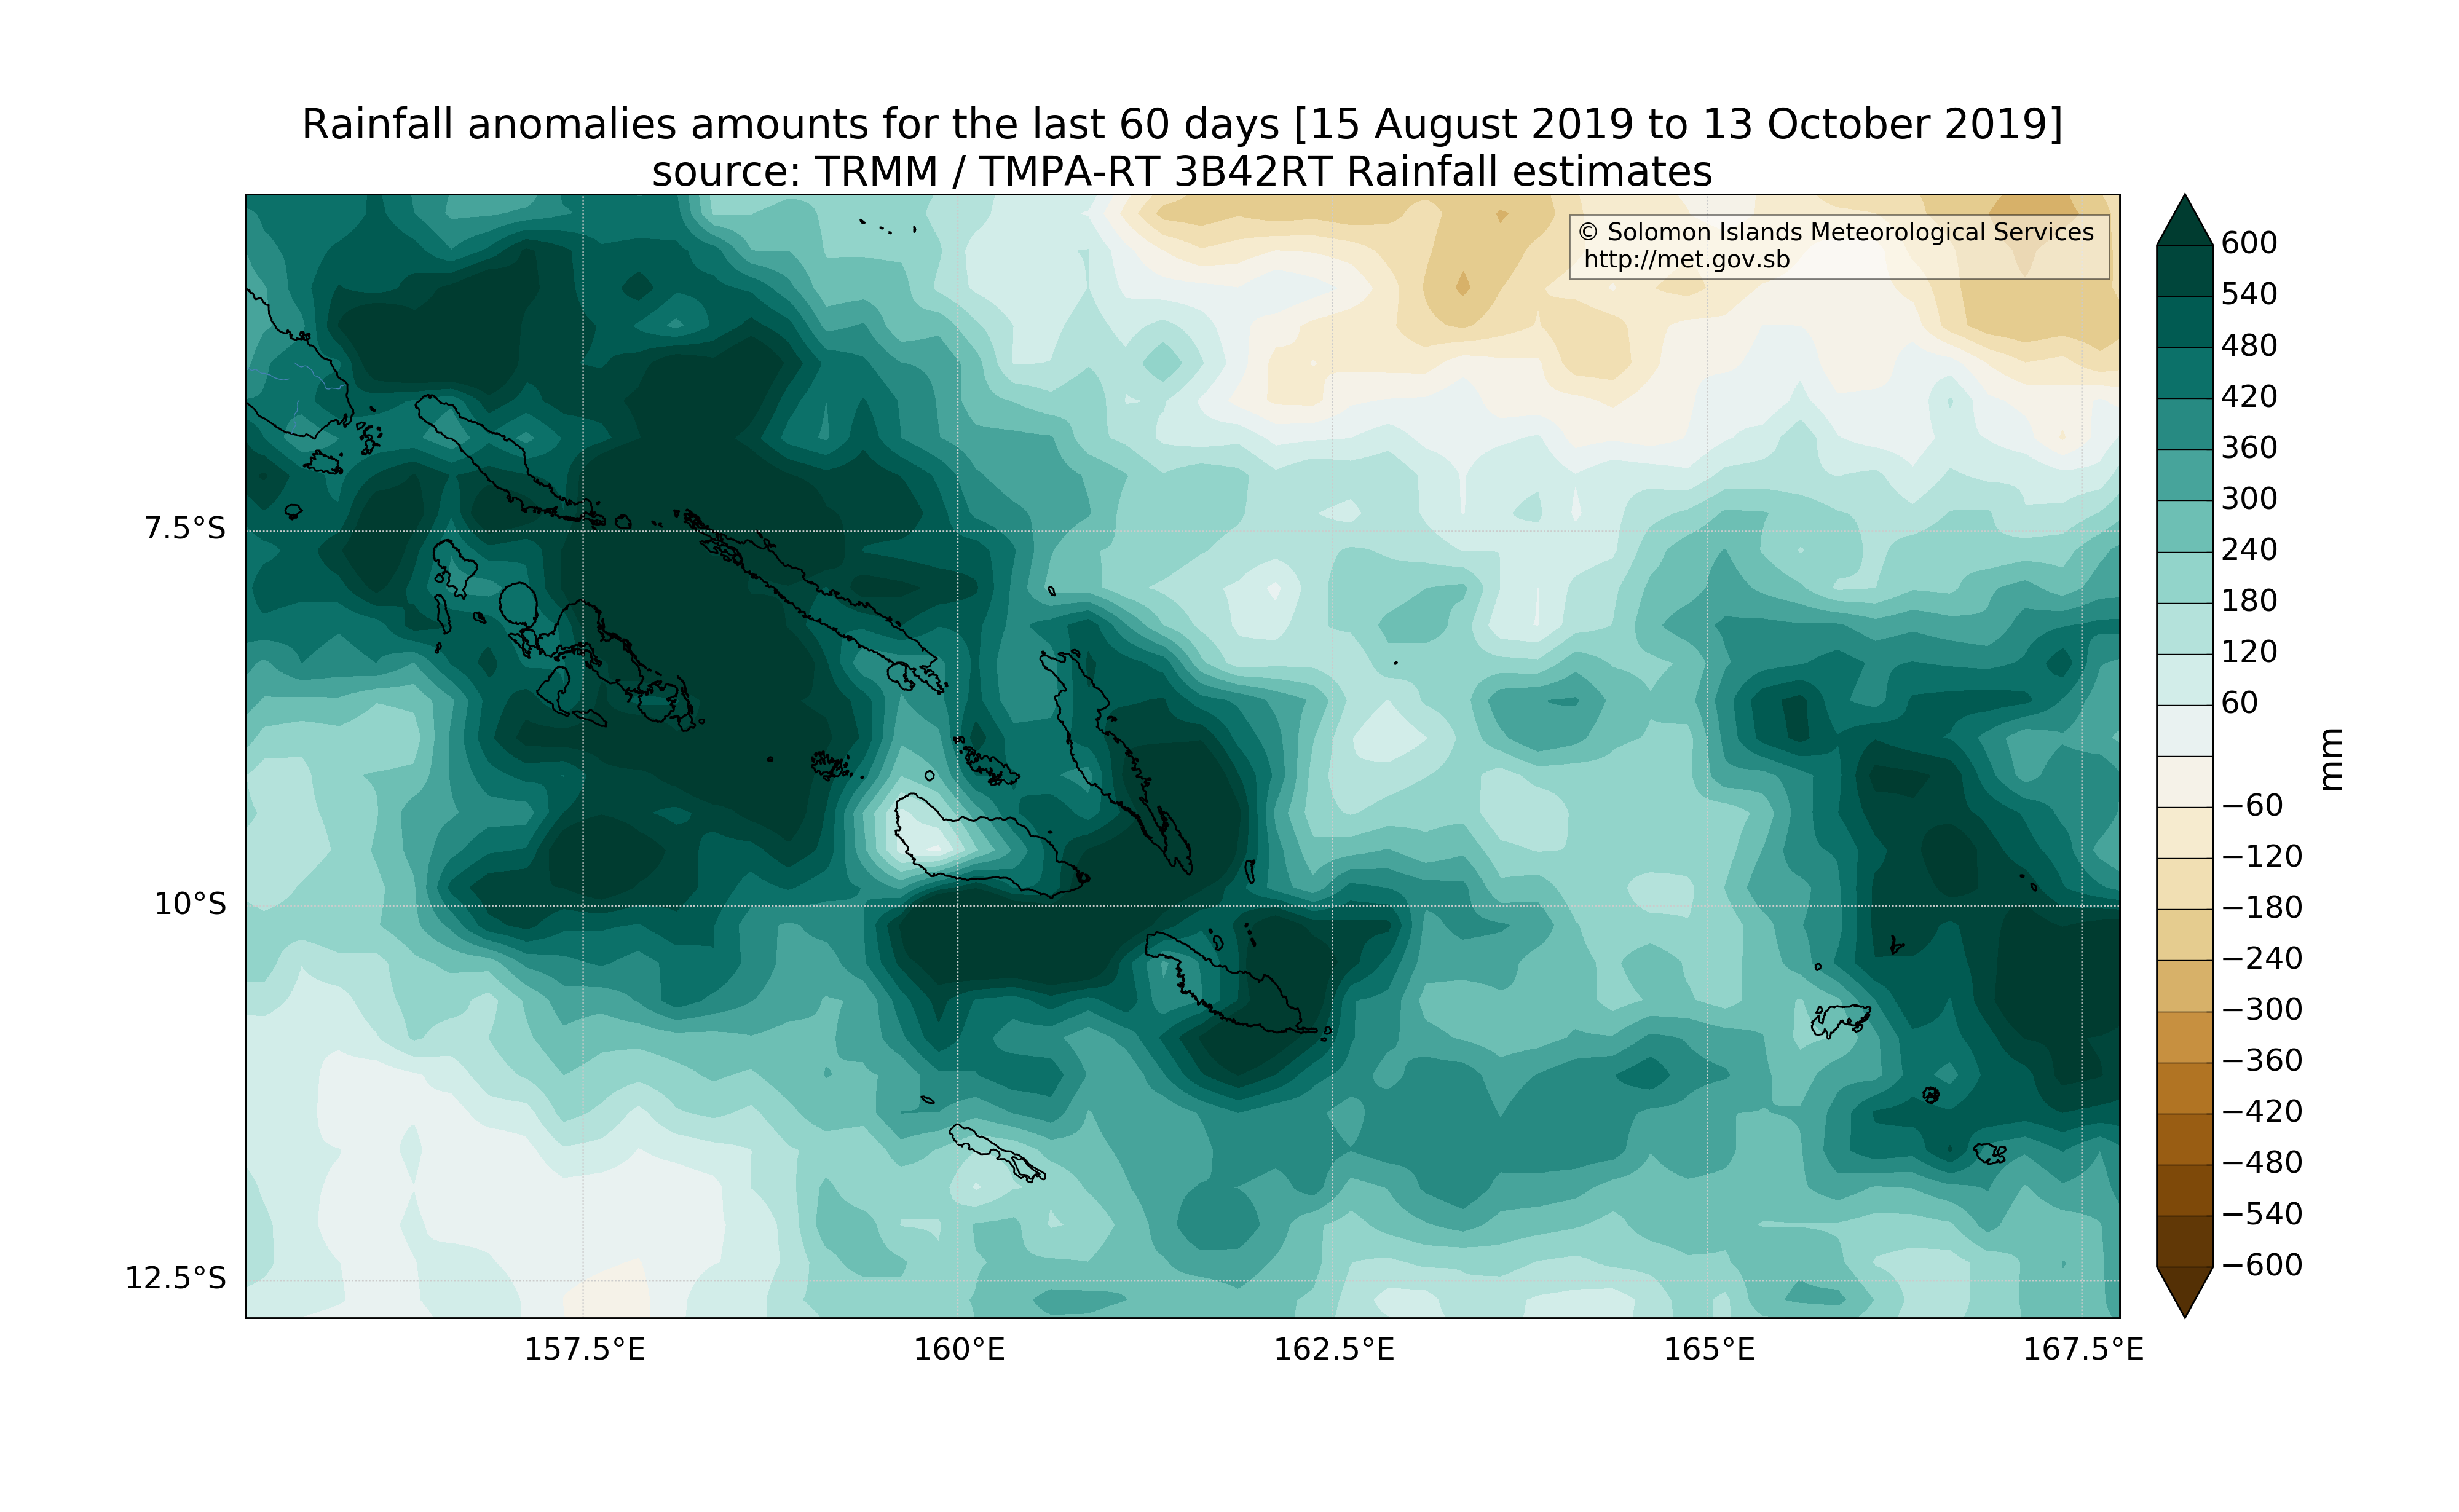 Rainfall anomalies amounts for the last 60 days [15 August 2019 to 13 October 2019]
source: TRMM / TMPA-RT 3B42RT Rainfall estimates
© Solomon Islands Meteorological Services
http://met.gov.sb
7.5°S
10°S
12.5°S
157.5°E
160°E
162.5°E
165°E
167.5°E
600
540
480
420
360
300
240
180
120
60
−60
−120
−180
−240
−300
−360
−420
−480
−540
−600
mm